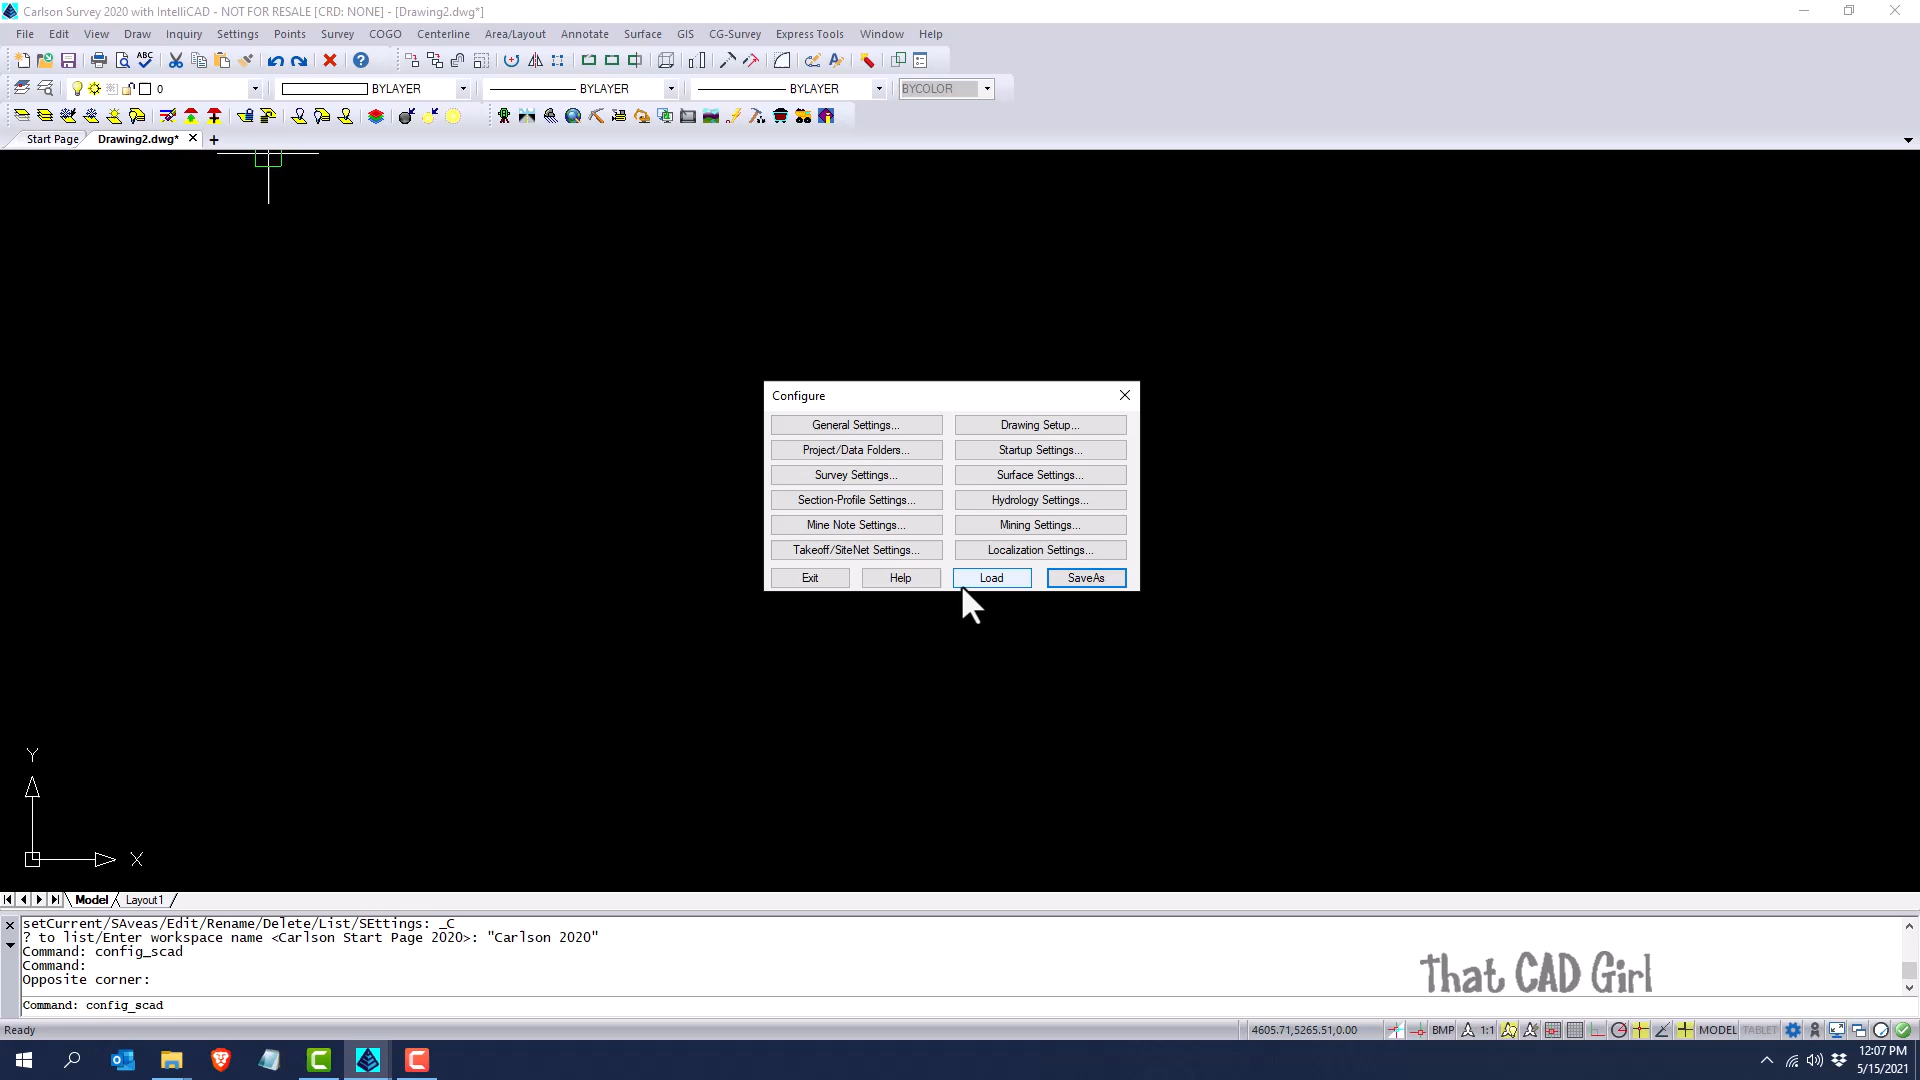 Carlson Survey 2020 with IntelliCAD - NOT FOR RESALE [CRD: NONE] - [Drawing2.dwg*]
File Edit View Draw Inquiry Settings Points Survey COGO Centerline Area/Layout Annotate Surface GIS CG-Survey Express Tools Window Help
ABC
0 BYLAYER BYLAYER BYLAYER BYCOLOR
Start Page Drawing2.dwg*
Configure
General Settings... Drawing Setup...
Project/Data Folders... Startup Settings...
Survey Settings... Surface Settings...
Section-Profile Settings... Hydrology Settings...
Mine Note Settings... Mining Settings...
Takeoff/SiteNet Settings... Localization Settings...
Exit Help Load SaveAs
Y
X
Model Layout1
setCurrent/SAveas/Edit/Rename/Delete/List/SEttings: _C
? to list/Enter workspace name <Carlson Start Page 2020>: "Carlson 2020"
Command: config_scad
Command:
Opposite corner:
Command: config_scad
That CAD Girl
Ready 4605.71,5265.51,0.00 BMP 1:1 MODEL TABLET
12:07 PM
5/15/2021